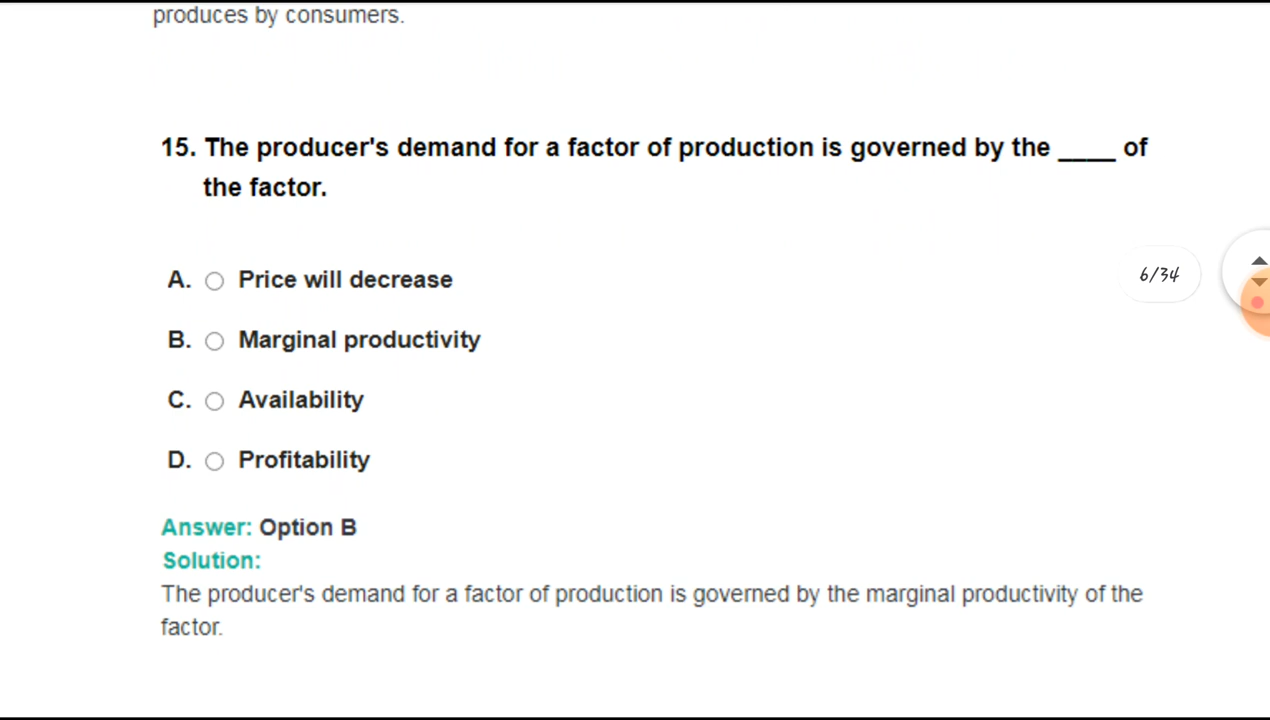 produces by consumers.
15. The producer's demand for a factor of production is governed by the ____ of
the factor.
6/34
A. Price will decrease
B. Marginal productivity
C. Availability
D. Profitability
Answer: Option B
Solution:
The producer's demand for a factor of production is governed by the marginal productivity of the
factor.